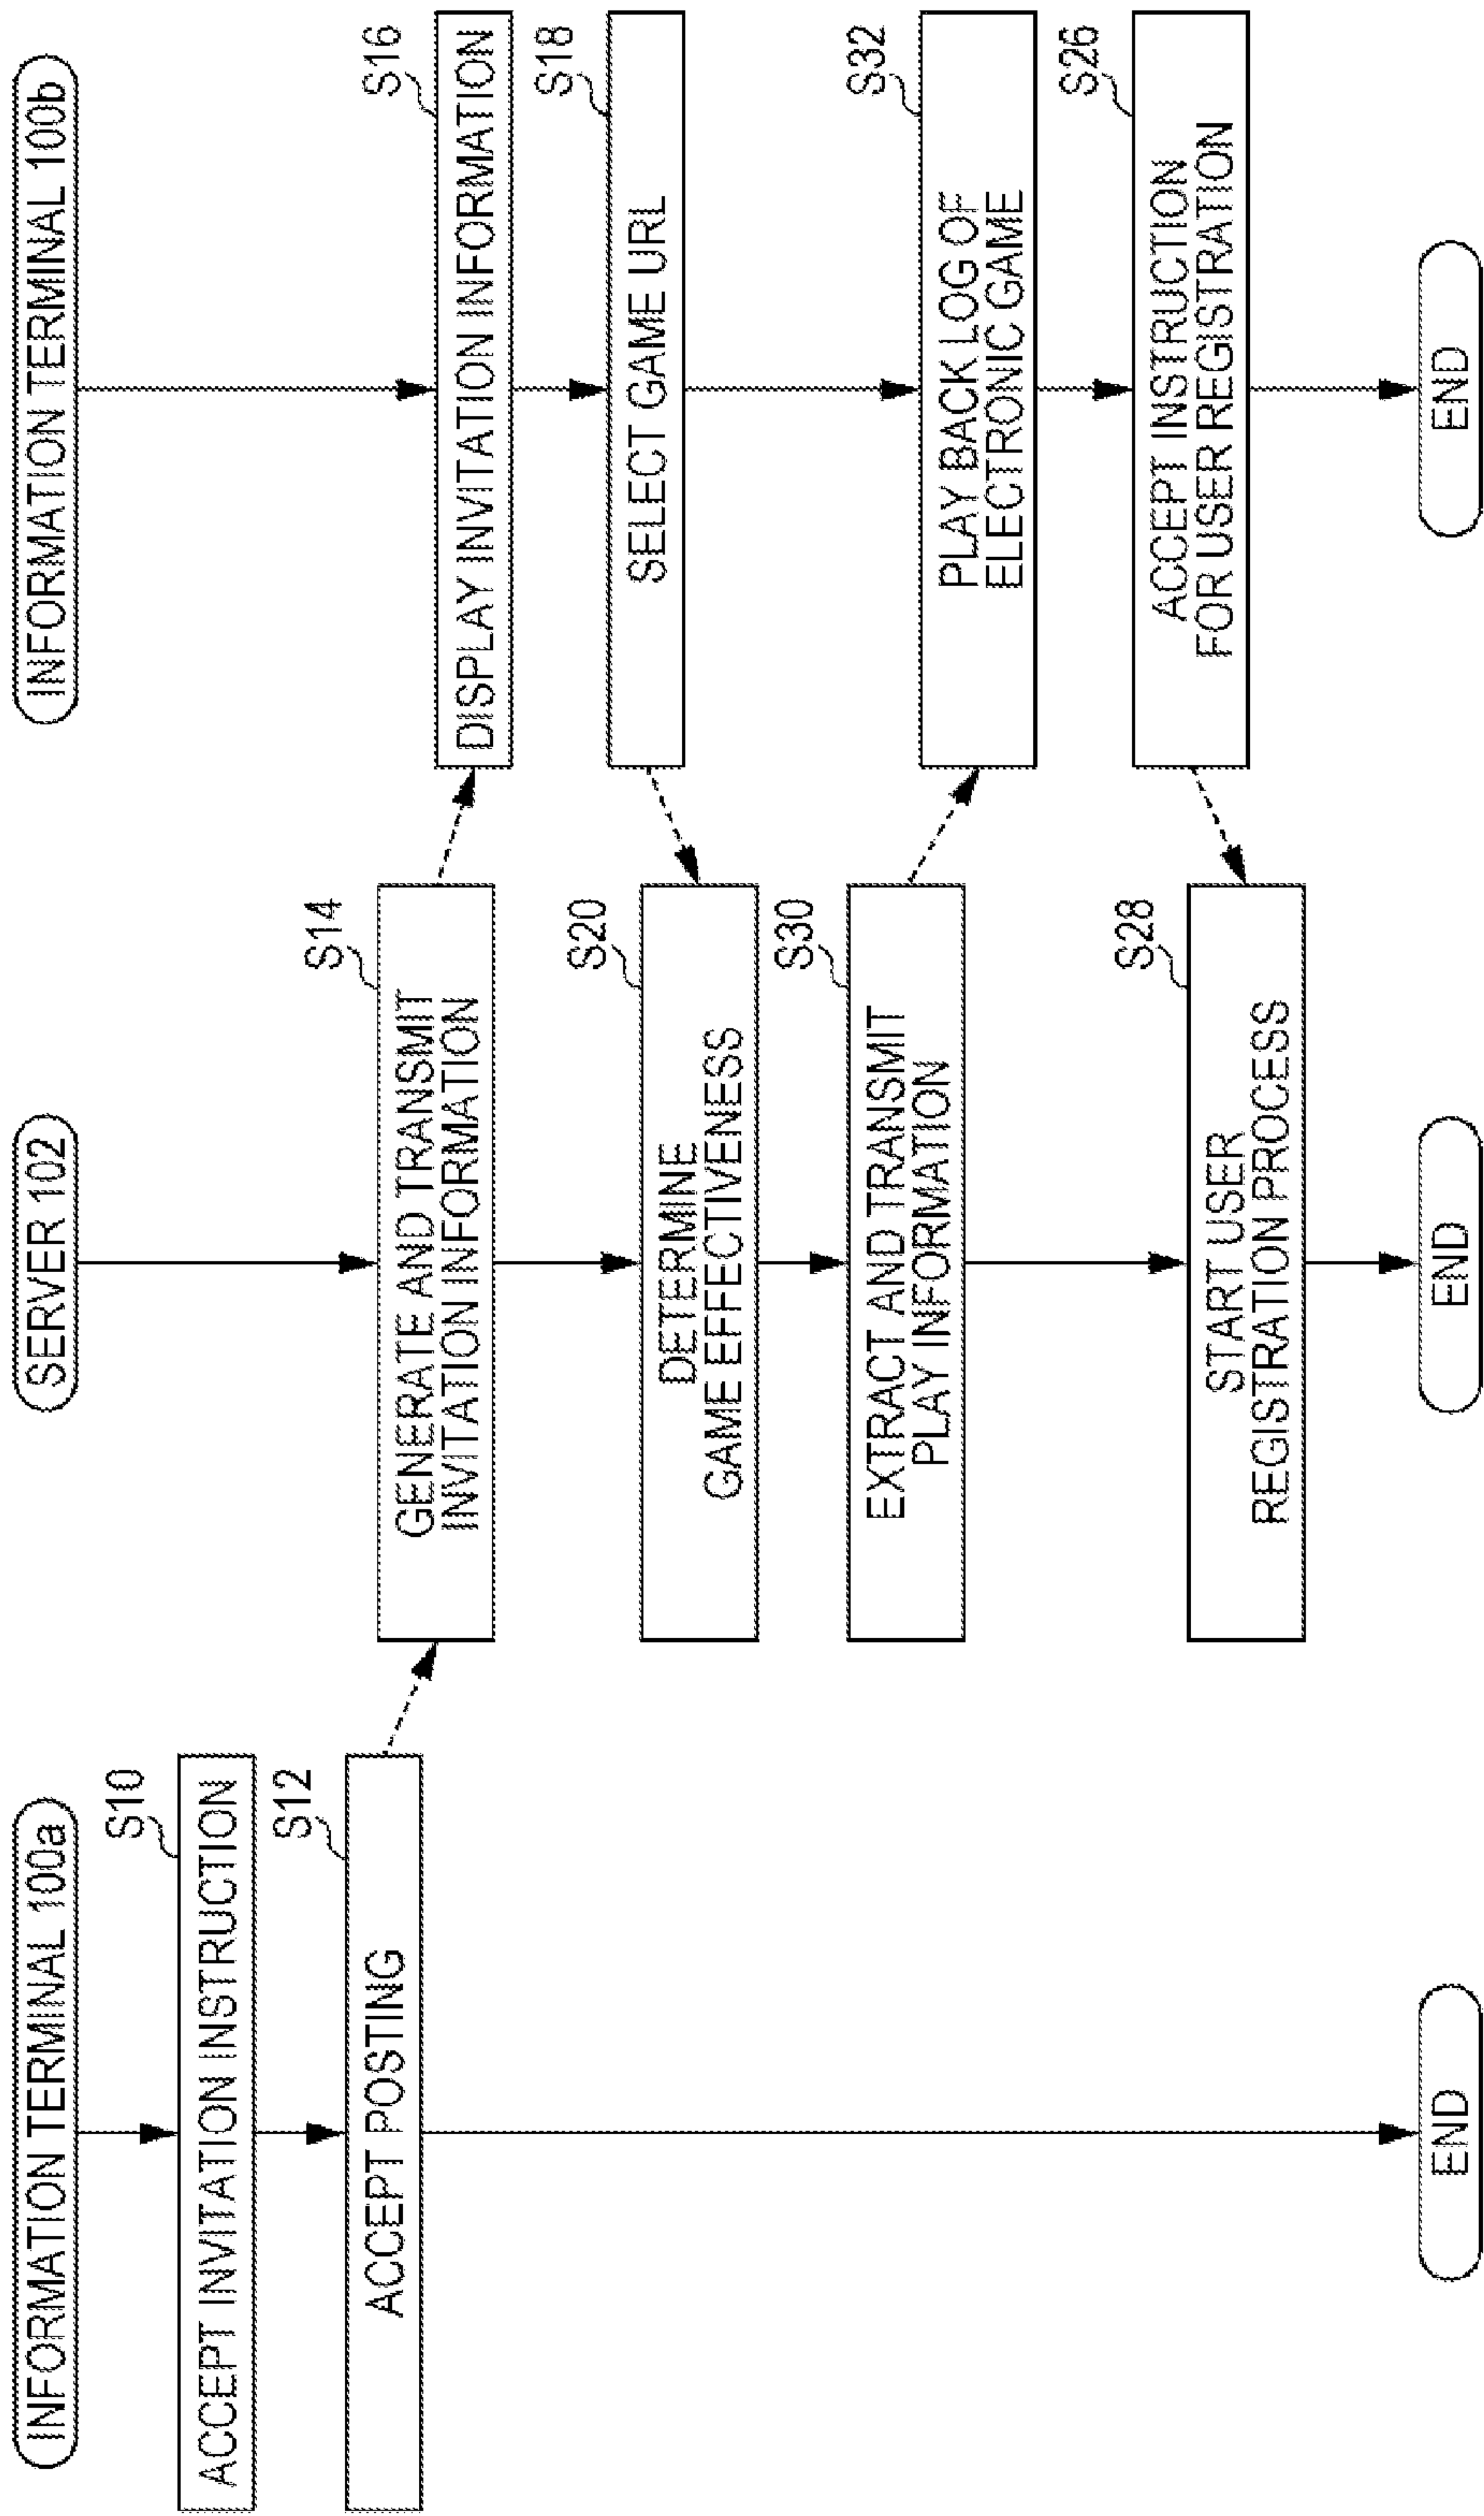 INFORMATION TERMINAL 100a
SERVER 102
INFORMATION TERMINAL 100b
S10
ACCEPT INVITATION INSTRUCTION
S12
ACCEPT POSTING
S14
GENERATE AND TRANSMIT
INVITATION INFORMATION
S16
DISPLAY INVITATION INFORMATION
S18
SELECT GAME URL
S20
DETERMINE
GAME EFFECTIVENESS
S30
EXTRACT AND TRANSMIT
PLAY INFORMATION
S32
PLAY BACK LOG OF
ELECTRONIC GAME
S26
ACCEPT INSTRUCTION
FOR USER REGISTRATION
S28
START USER
REGISTRATION PROCESS
END
END
END